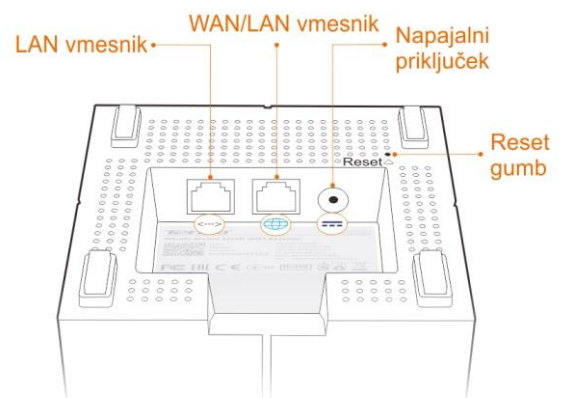 WAN/LAN vmesnik
LAN vmesnik
Napajalni
priključek
Reset
Reset
gumb
<···>